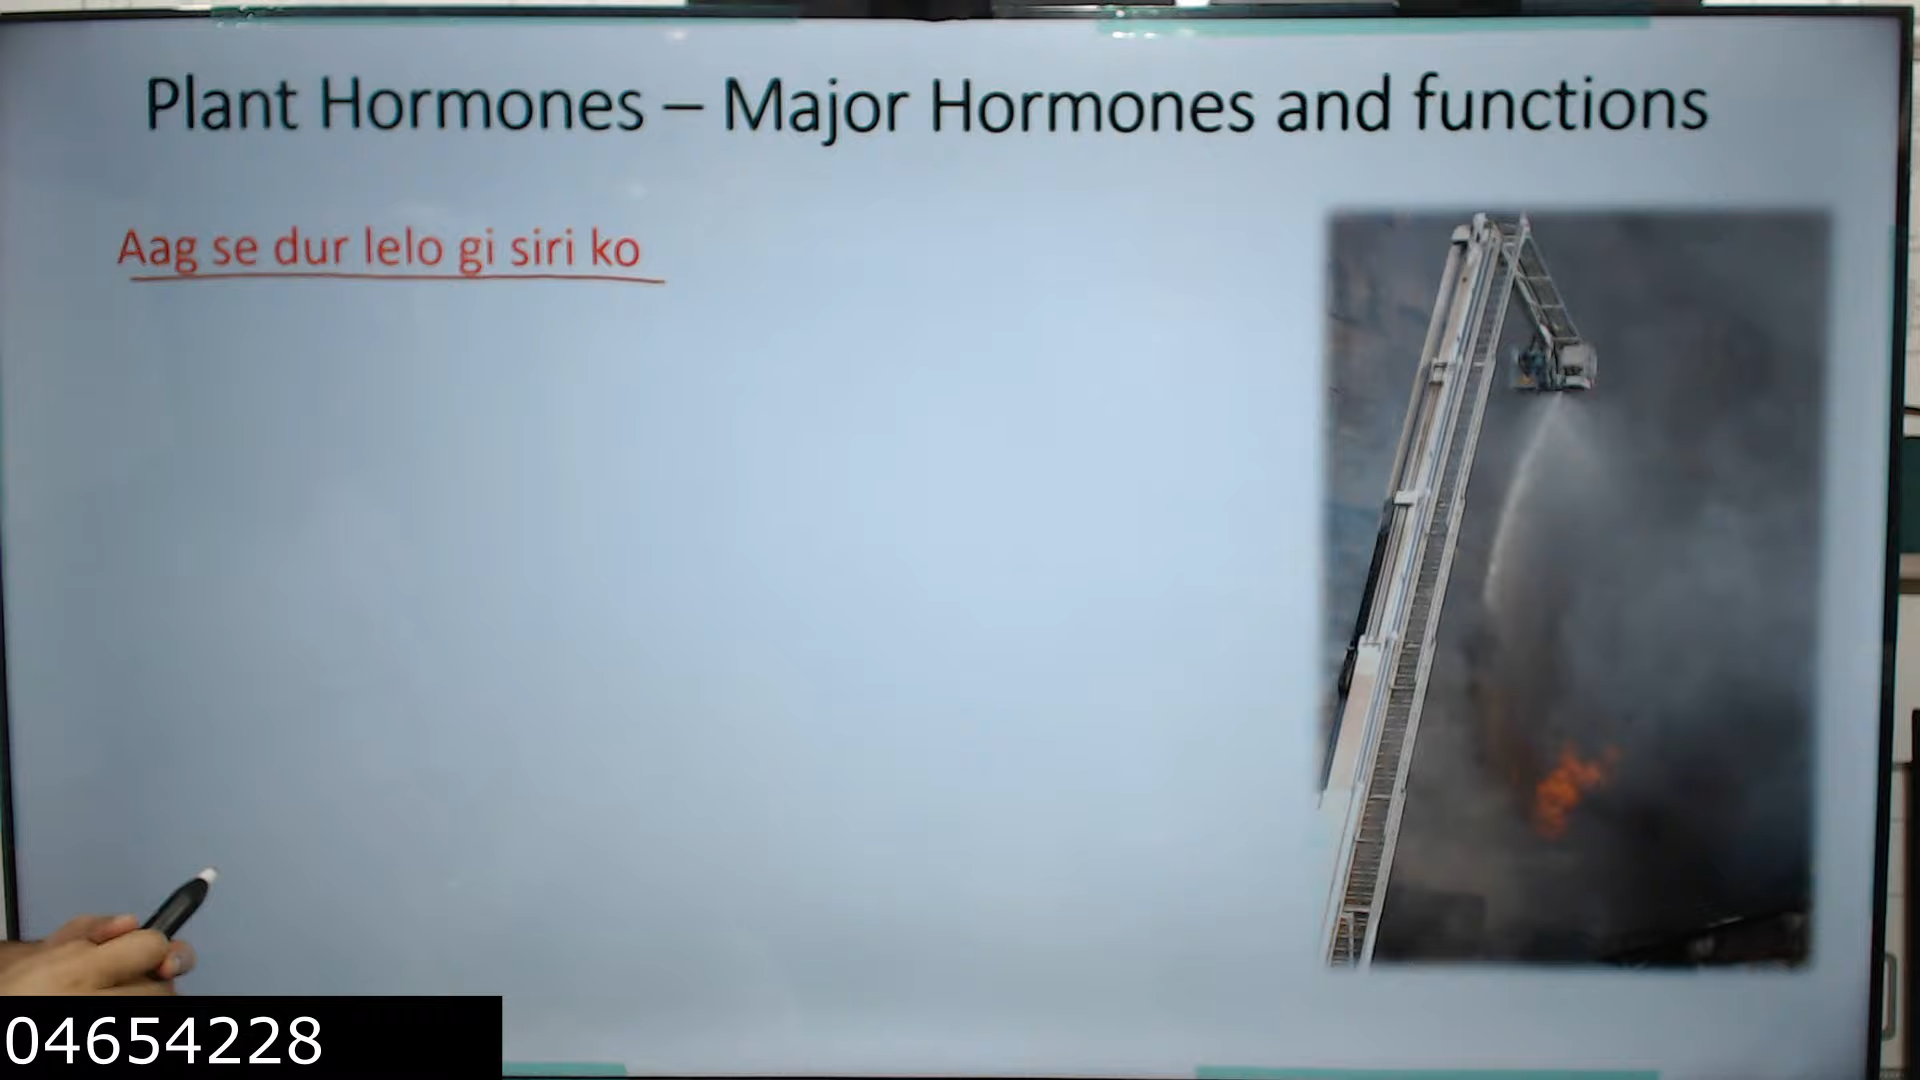 Plant Hormones – Major Hormones and functions
Aag se dur lelo gi siri ko
04654228